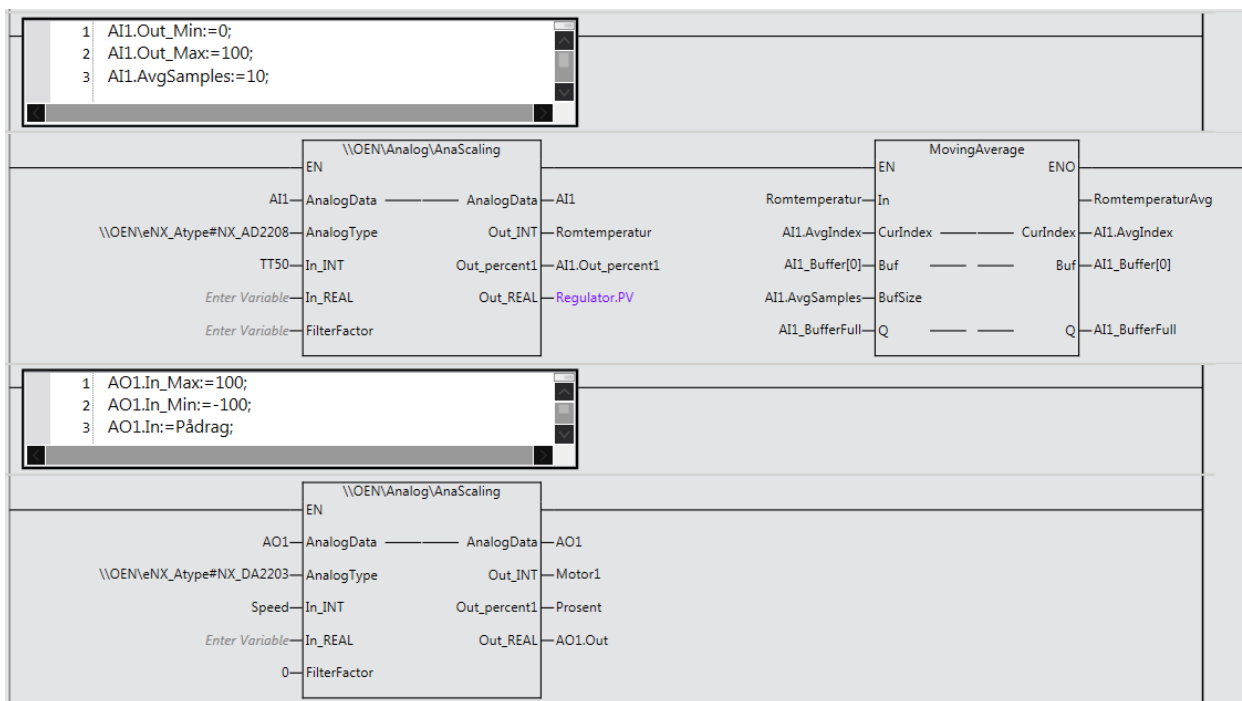 1 AI1.Out_Min:=0;
2 AI1.Out_Max:=100;
3 AI1.AvgSamples:=10;
\\OEN\Analog\AnaScaling
EN
AI1 AnalogData AnalogData AI1
\\OEN\eNX_Atype#NX_AD2208 AnalogType Out_INT Romtemperatur
TT50 In_INT Out_percent1 AI1.Out_percent1
Enter Variable In_REAL Out_REAL Regulator.PV
Enter Variable FilterFactor
MovingAverage
EN ENO
Romtemperatur In RomtemperaturAvg
AI1.AvgIndex CurIndex CurIndex AI1.AvgIndex
AI1_Buffer[0] Buf Buf AI1_Buffer[0]
AI1.AvgSamples BufSize
AI1_BufferFull Q Q AI1_BufferFull
1 AO1.In_Max:=100;
2 AO1.In_Min:=-100;
3 AO1.In:=Pådrag;
\\OEN\Analog\AnaScaling
EN
AO1 AnalogData AnalogData AO1
\\OEN\eNX_Atype#NX_DA2203 AnalogType Out_INT Motor1
Speed In_INT Out_percent1 Prosent
Enter Variable In_REAL Out_REAL AO1.Out
0 FilterFactor